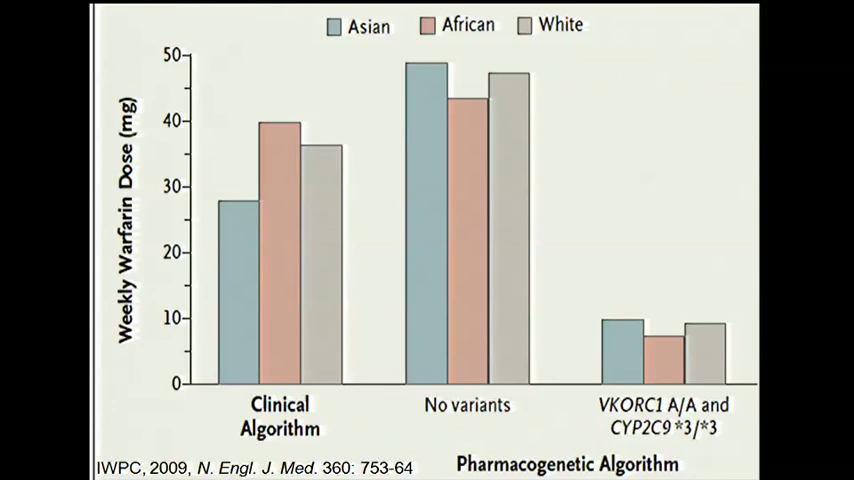 Asian African White
Weekly Warfarin Dose (mg)
50
40
30
20
10
0
Clinical
Algorithm
No variants
VKORC1 A/A and
CYP2C9 *3/*3
Pharmacogenetic Algorithm
IWPC, 2009, N. Engl. J. Med. 360: 753-64